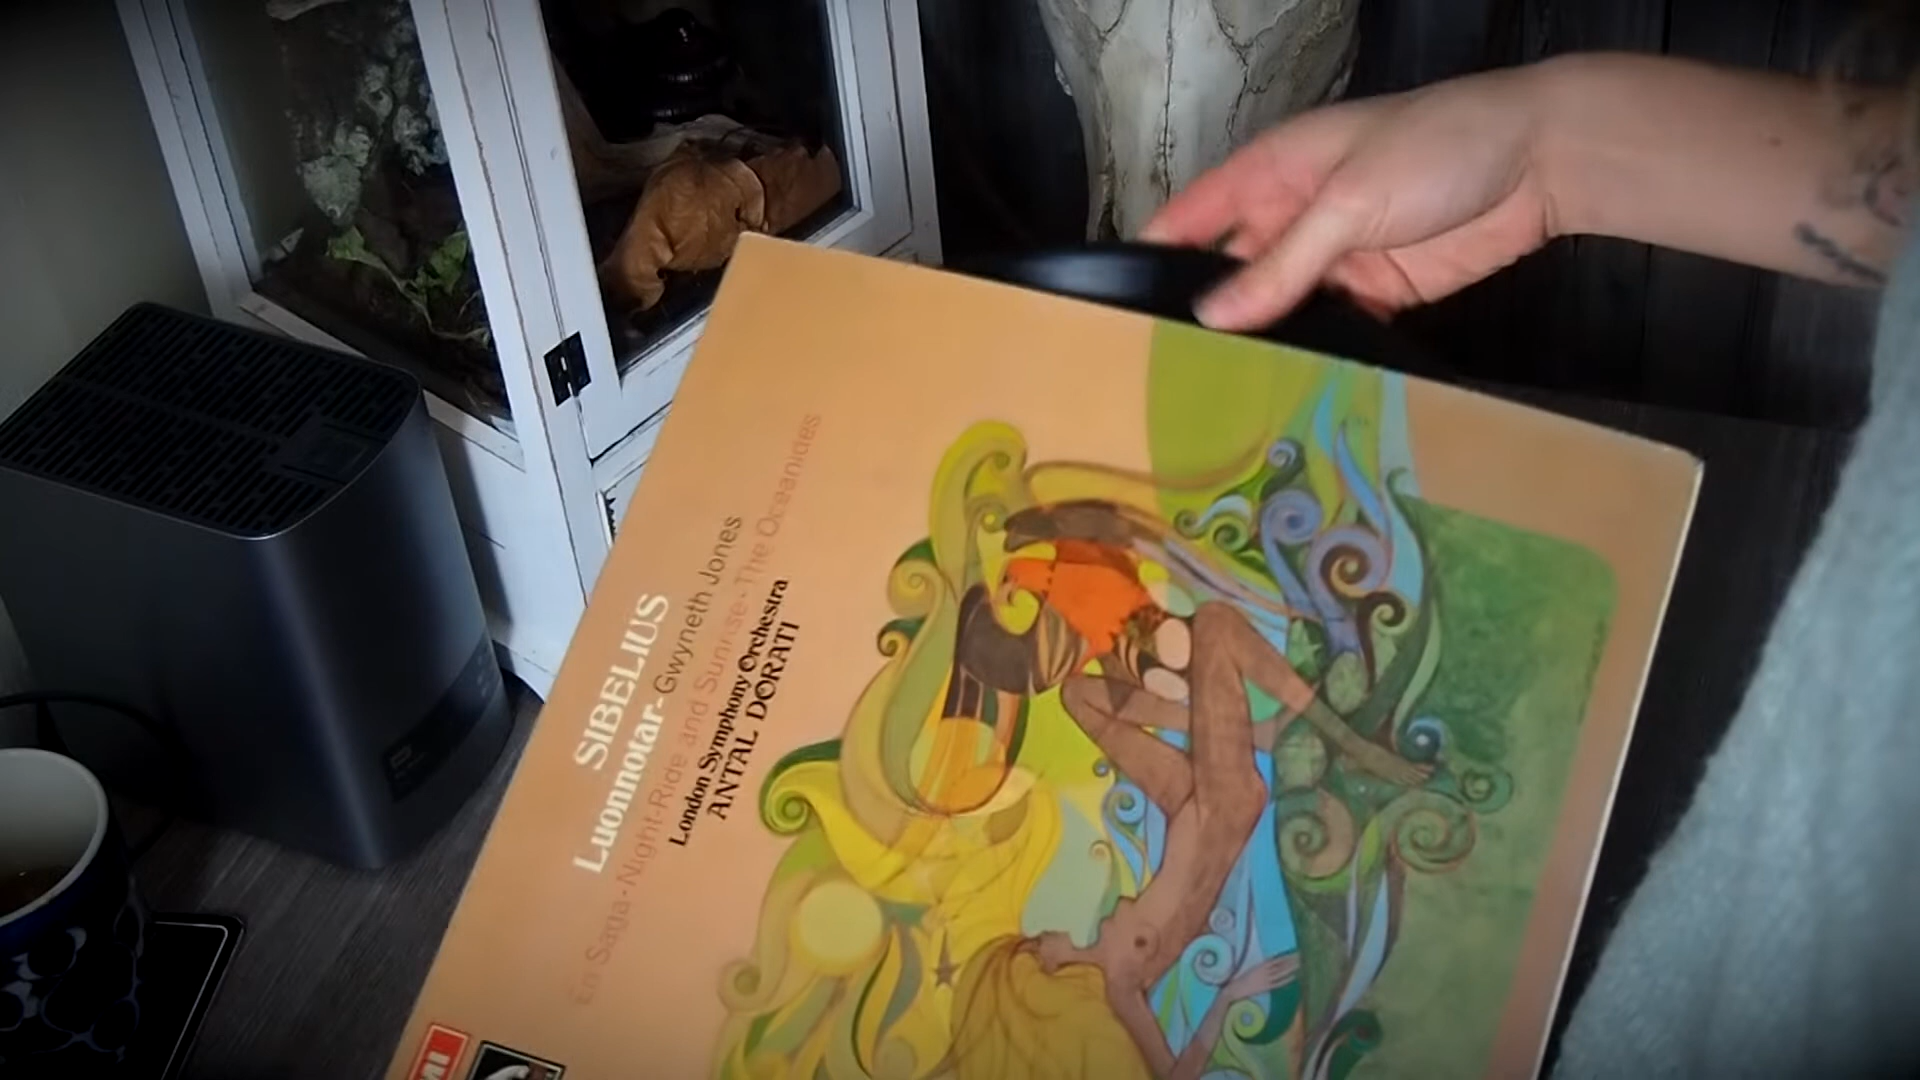 SIBELIUS
Luonnotar-Gwyneth Jones
En Saga·Night-Ride and Sunrise·The Oceanides
London Symphony Orchestra
ANTAL DORATI